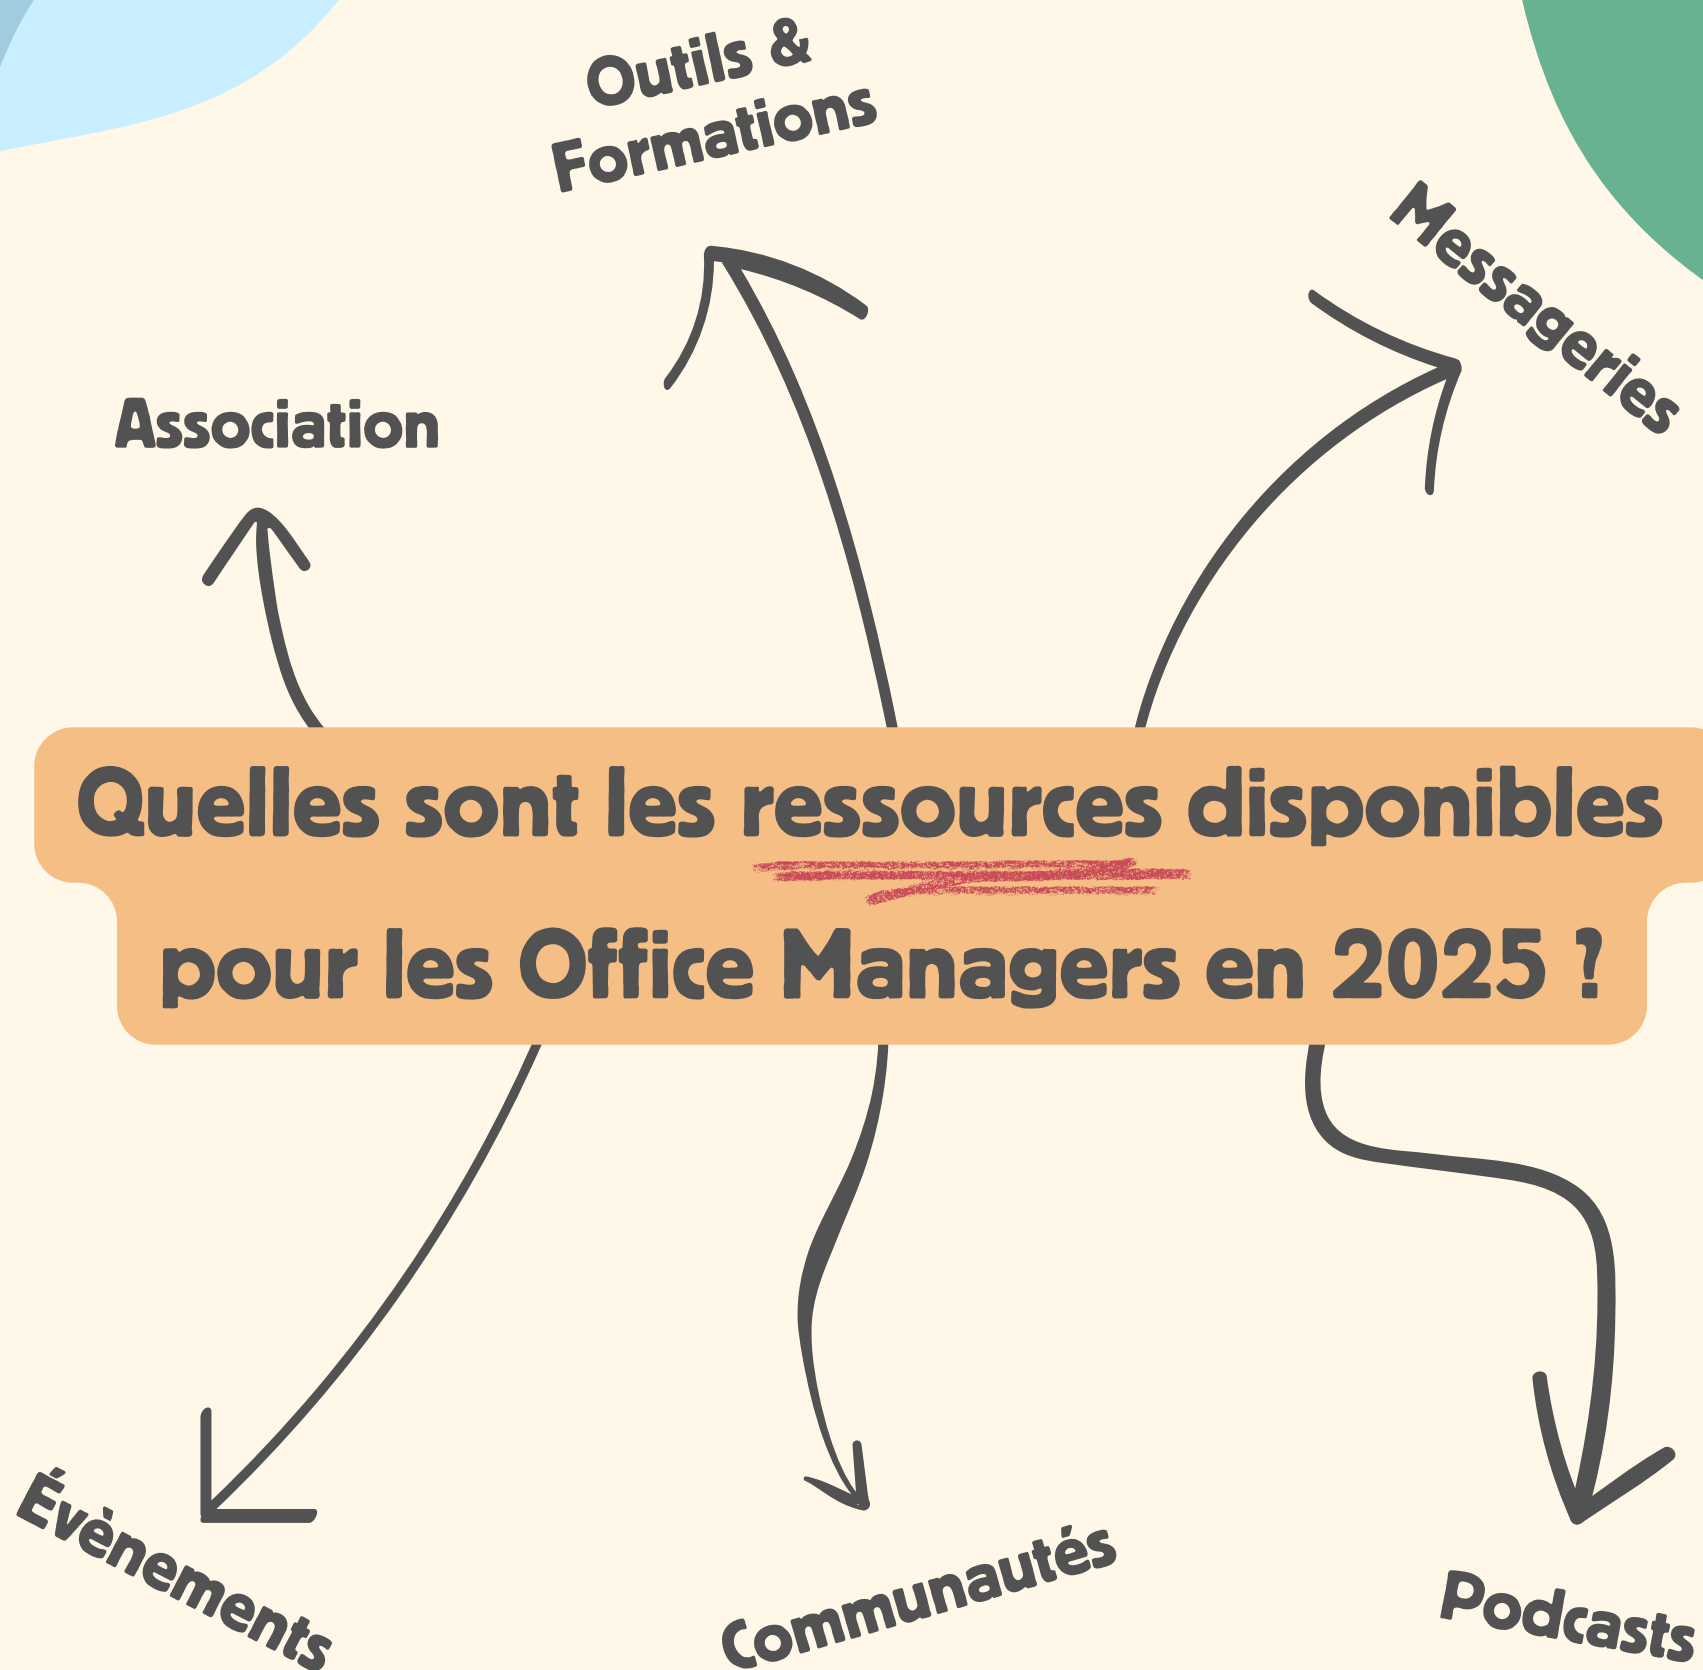 Outils &
Formations
Messageries
Association
Quelles sont les ressources disponibles
pour les Office Managers en 2025 ?
Évènements
Communautés
Podcasts